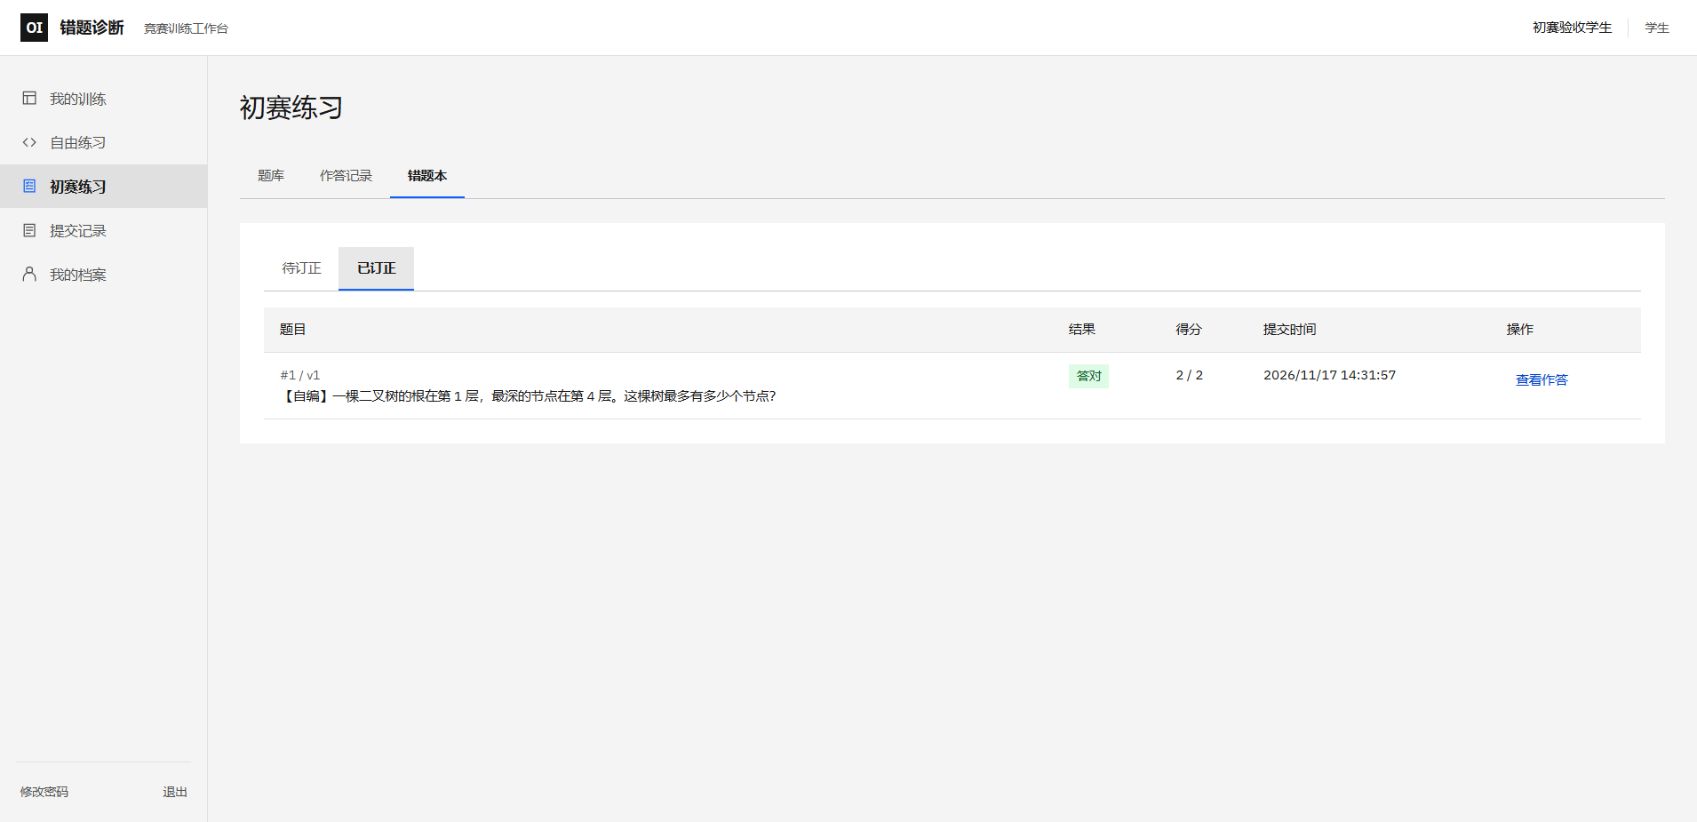 OI 错题诊断 竞赛训练工作台 初赛验收学生 学生
我的训练
自由练习
初赛练习
提交记录
我的档案
修改密码 退出
初赛练习
题库 作答记录 错题本
待订正 已订正
题目 结果 得分 提交时间 操作
#1 / v1 答对 2 / 2 2026/11/17 14:31:57 查看作答
【自编】一棵二叉树的根在第 1 层，最深的节点在第 4 层。这棵树最多有多少个节点？